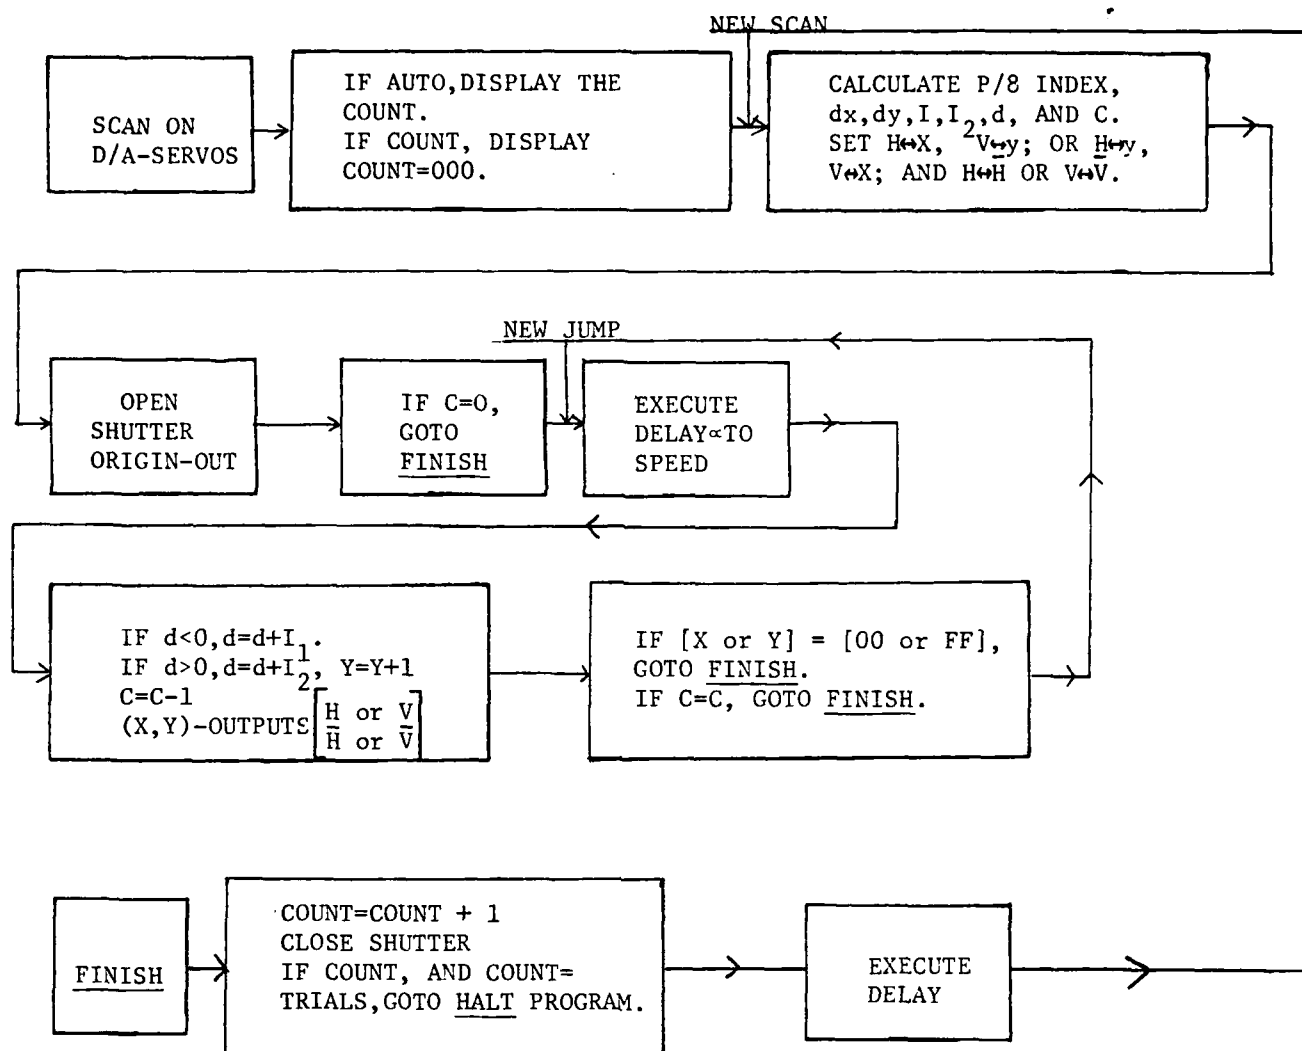 NEW SCAN
SCAN ON
D/A-SERVOS
IF AUTO,DISPLAY THE
COUNT.
IF COUNT, DISPLAY
COUNT=000.
CALCULATE P/8 INDEX,
dx,dy,I,I₂,d, AND C.
SET H↔X, V↔y; OR H̲↔y,
V↔X; AND H↔H̅ OR V↔V̅.
OPEN
SHUTTER
ORIGIN-OUT
IF C=0,
GOTO
FINISH
NEW JUMP
EXECUTE
DELAY∝TO
SPEED
IF d<0,d=d+I₁.
IF d>0,d=d+I₂, Y=Y+1
C=C-1
(X,Y)-OUTPUTS[H or V
H̅ or V̅]
IF [X or Y] = [00 or FF],
GOTO FINISH.
IF C=C, GOTO FINISH.
FINISH
COUNT=COUNT + 1
CLOSE SHUTTER
IF COUNT, AND COUNT=
TRIALS,GOTO HALT PROGRAM.
EXECUTE
DELAY